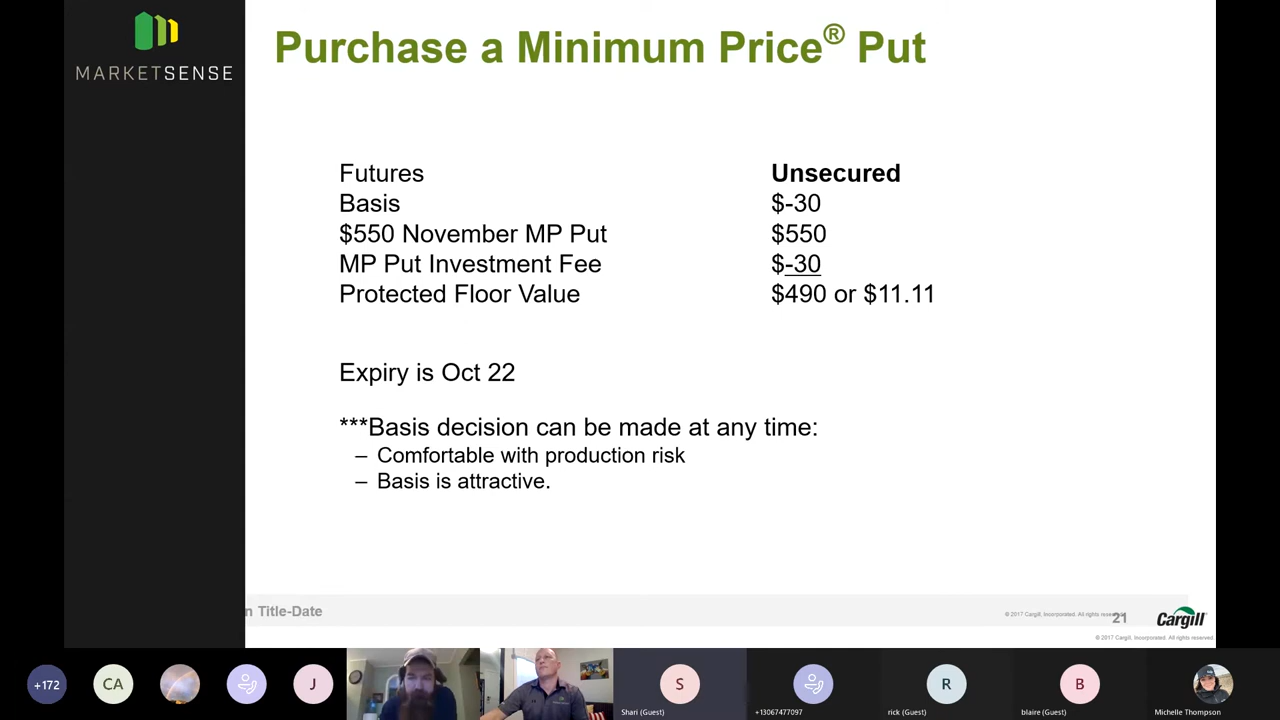 MARKETSENSE
Purchase a Minimum Price® Put
Futures Unsecured
Basis $-30
$550 November MP Put $550
MP Put Investment Fee $-30
Protected Floor Value $490 or $11.11
Expiry is Oct 22
***Basis decision can be made at any time:
– Comfortable with production risk
– Basis is attractive.
n Title-Date
© 2017 Cargill, Incorporated. All rights rese
21
Cargill
© 2017 Cargill, Incorporated. All rights reserved.
+172
CA
J
S
Shari (Guest)
+13067477097
R
rick (Guest)
B
blaire (Guest)
Michelle Thompson